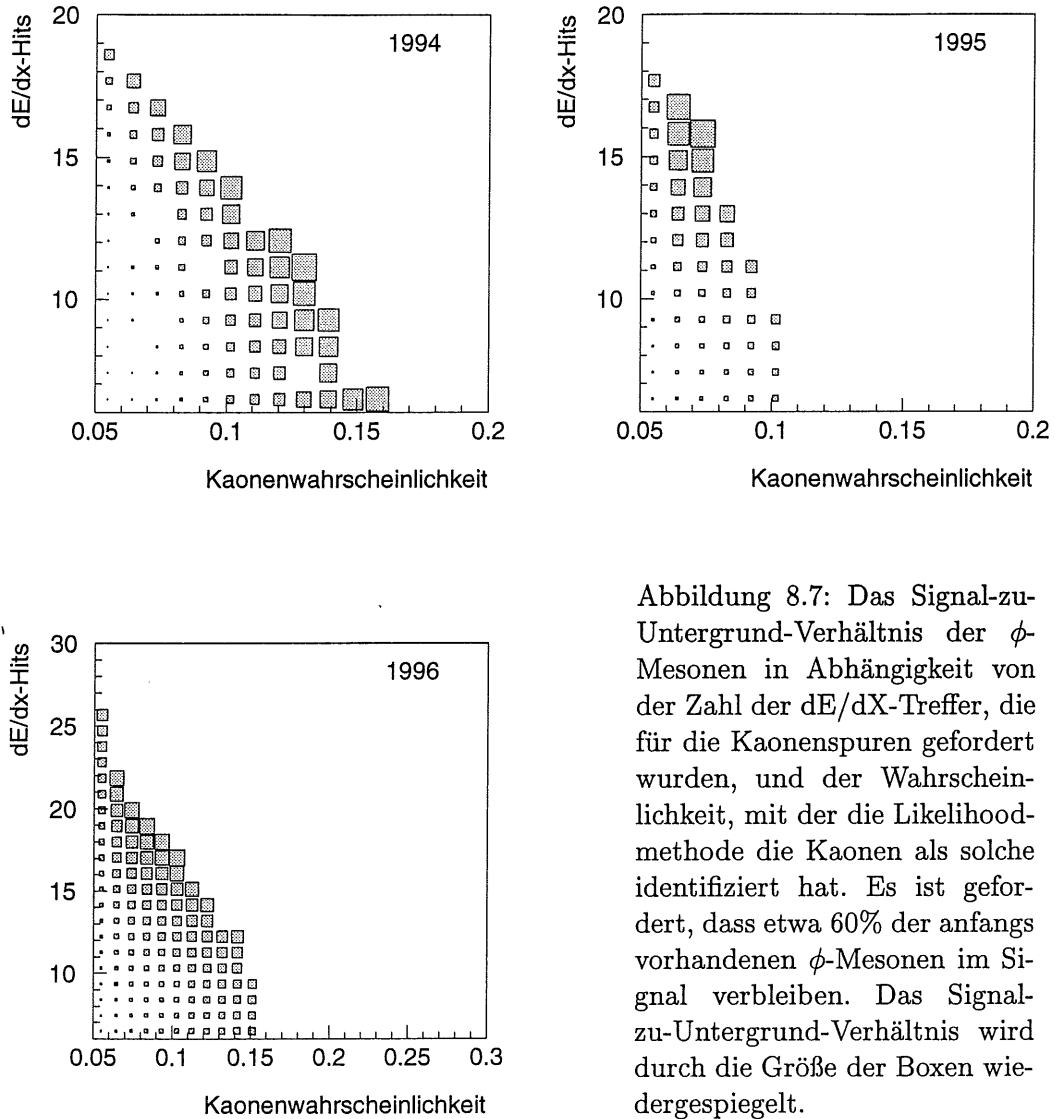 20
15
10
dE/dx-Hits
1994
0.05
0.1
0.15
0.2
Kaonenwahrscheinlichkeit
20
15
10
dE/dx-Hits
1995
0.05
0.1
0.15
0.2
Kaonenwahrscheinlichkeit
30
25
20
15
10
dE/dx-Hits
1996
0.05
0.1
0.15
0.2
0.25
0.3
Kaonenwahrscheinlichkeit
Abbildung 8.7: Das Signal-zu-
Untergrund-Verhältnis der ϕ-
Mesonen in Abhängigkeit von
der Zahl der dE/dX-Treffer, die
für die Kaonenspuren gefordert
wurden, und der Wahrschein-
lichkeit, mit der die Likelihood-
methode die Kaonen als solche
identifiziert hat. Es ist gefor-
dert, dass etwa 60% der anfangs
vorhandenen ϕ-Mesonen im Si-
gnal verbleiben. Das Signal-
zu-Untergrund-Verhältnis wird
durch die Größe der Boxen wie-
dergespiegelt.